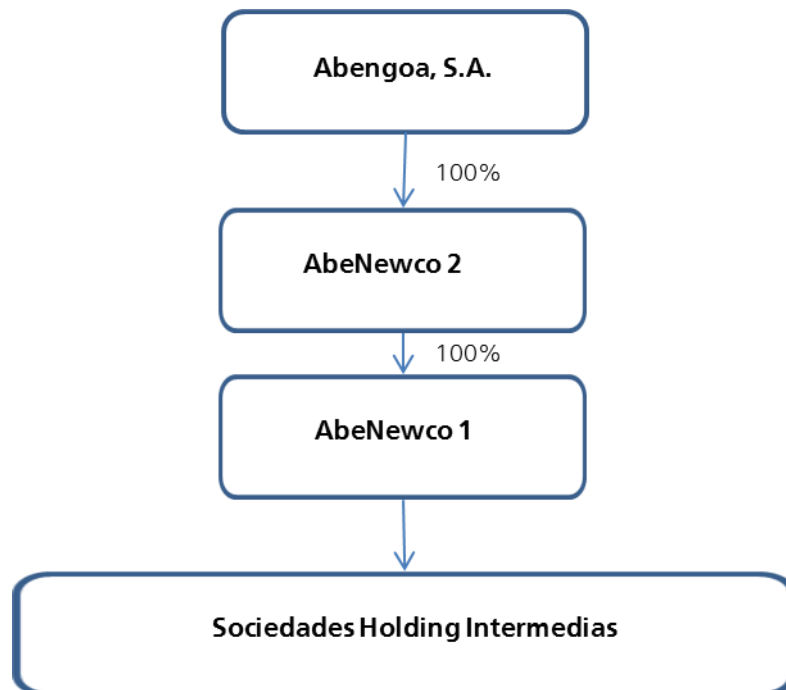 Abengoa, S.A.
100%
AbeNewco 2
100%
AbeNewco 1
Sociedades Holding Intermedias